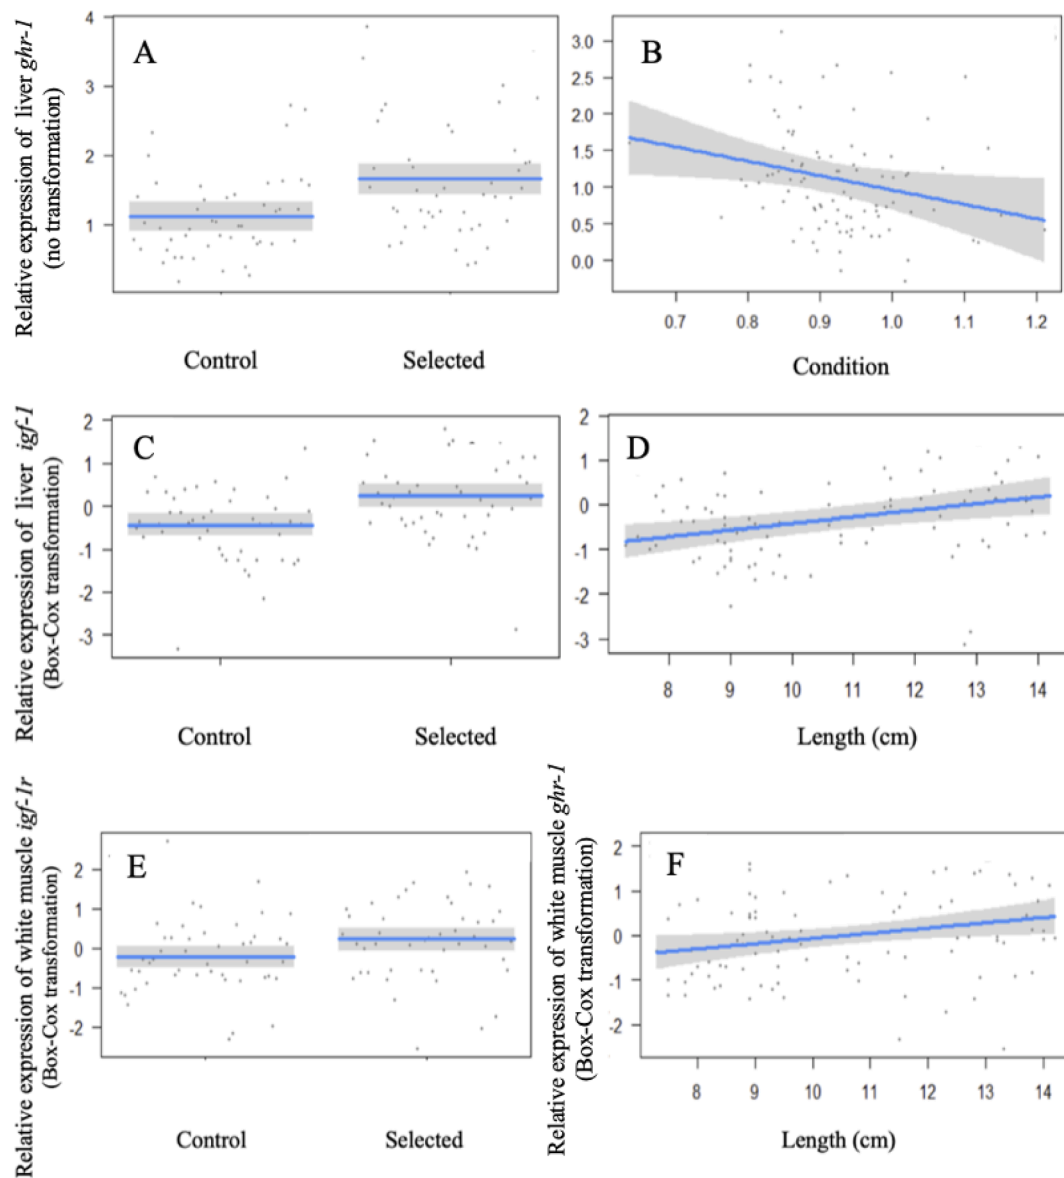 Relative expression of liver ghr-1
(no transformation)
A
4
3
2
1
Control
Selected
B
3.0
2.5
2.0
1.5
1.0
0.5
0.0
0.7
0.8
0.9
1.0
1.1
1.2
Condition
Relative expression of liver igf-1
(Box-Cox transformation)
C
2
1
0
-1
-2
-3
Control
Selected
D
2
1
0
-1
-2
-3
8
9
10
11
12
13
14
Length (cm)
Relative expression of white muscle igf-1r
(Box-Cox transformation)
E
2
1
0
-1
-2
Control
Selected
Relative expression of white muscle ghr-1
(Box-Cox transformation)
F
2
1
0
-1
-2
8
9
10
11
12
13
14
Length (cm)